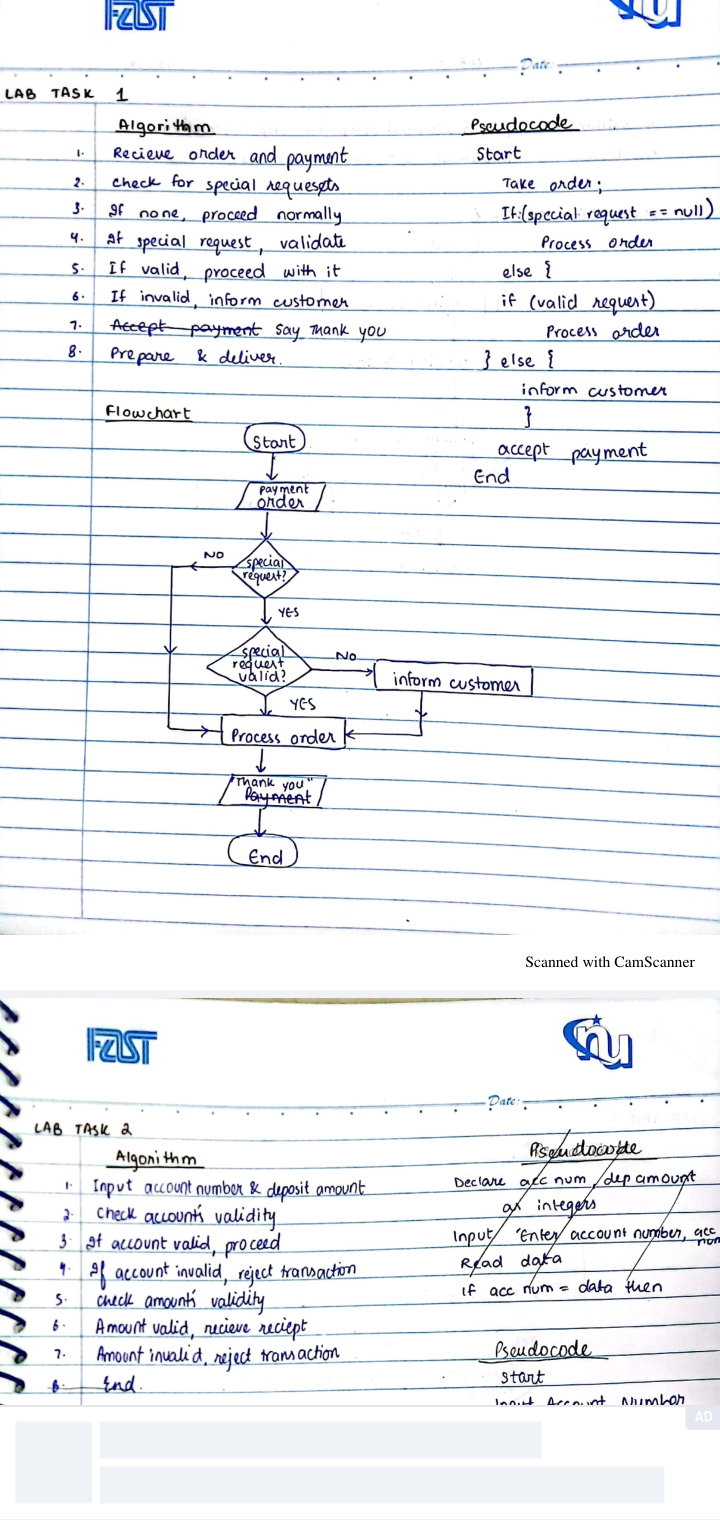 FAST
nu
Date:
LAB TASK 1
Algorithm
1. Recieve order and payment
2. check for special requesets
3. If none, proceed normally
4. If special request, validate
5. If valid, proceed with it
6. If invalid, inform customer
7. Accept payment Say Thank you
8. Prepare & deliver.
Pseudocode
Start
Take order;
If:(special request == null)
Process order
else {
if (valid request)
Process order
} else {
inform customer
}
accept payment
End
Flowchart
Start
payment
order
special
request?
NO
YES
special
request
valid?
NO
inform customer
YES
Process order
"Thank you"
Payment
End
Scanned with CamScanner
FAST
nu
Date:
LAB TASK 2
Algorithm
1. Input account number & deposit amount
2. Check account's validity
3. If account valid, proceed
4. If account invalid, reject transaction
5. check amount's validity
6. Amount valid, recieve reciept
7. Amount invalid, reject transaction
8. End.
Pseudocode
Declare acc num, dep amount
as integers
Input "Enter account number, acc
num
Read data
if acc num = data then
Pseudocode
Start
Input Account Number
AD